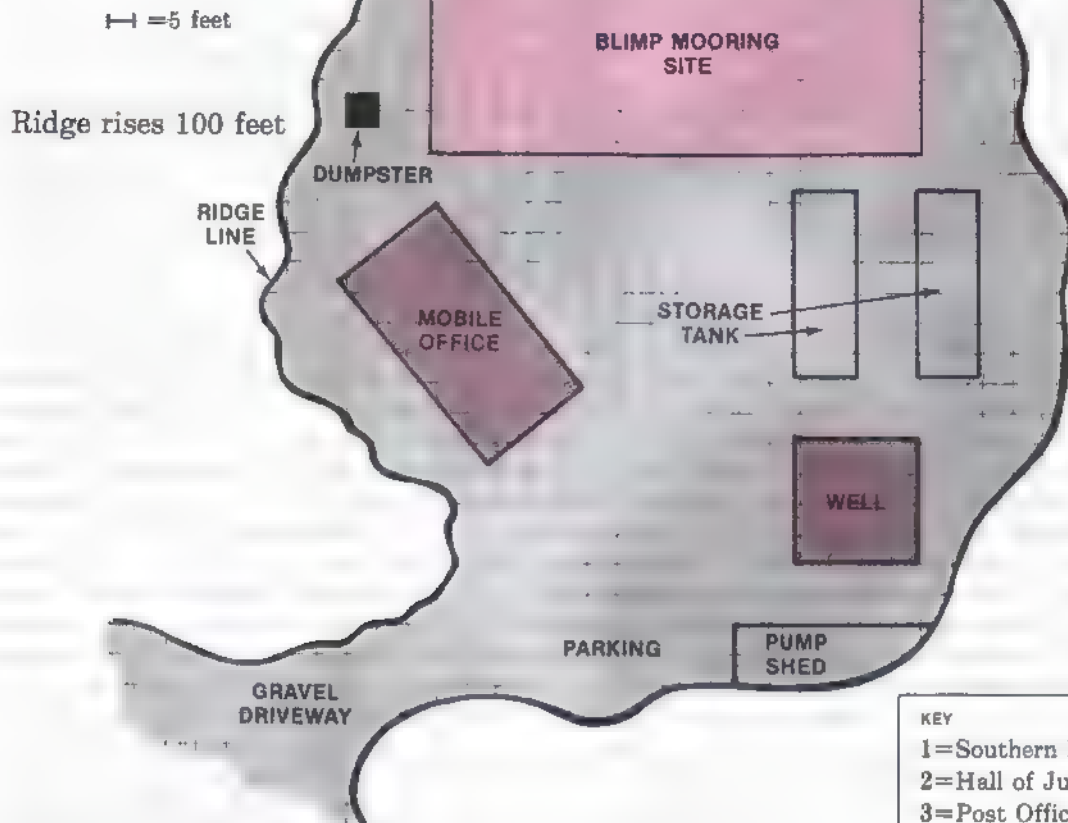 =5 feet
BLIMP MOORING
SITE
Ridge rises 100 feet
DUMPSTER
RIDGE
LINE
MOBILE
OFFICE
STORAGE
TANK
WELL
PARKING
PUMP
SHED
GRAVEL
DRIVEWAY
KEY
1=Southern
2=Hall of Ju
3=Post Offic